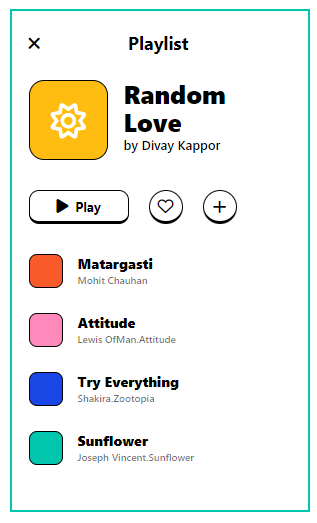 Playlist
Random
Love
by Divay Kappor
Play
Matargasti
Mohit Chauhan
Attitude
Lewis OfMan.Attitude
Try Everything
Shakira.Zootopia
Sunflower
Joseph Vincent.Sunflower